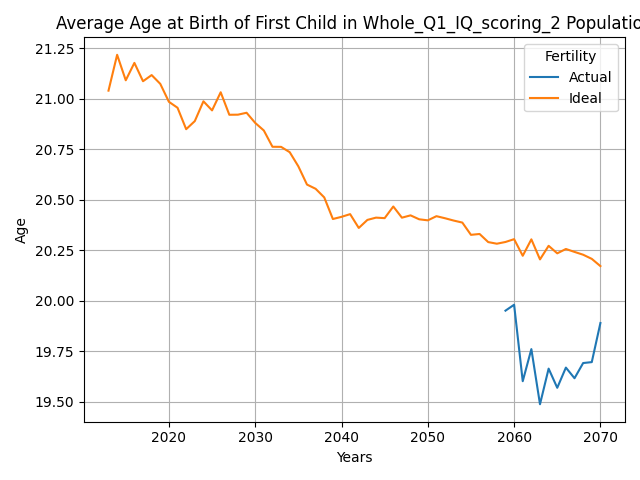 Average Age at Birth of First Child in Whole_Q1_IQ_scoring_2 Populatio
Fertility
Actual
Ideal
21.25
21.00
20.75
20.50
20.25
20.00
19.75
19.50
Age
2020 2030 2040 2050 2060 2070
Years